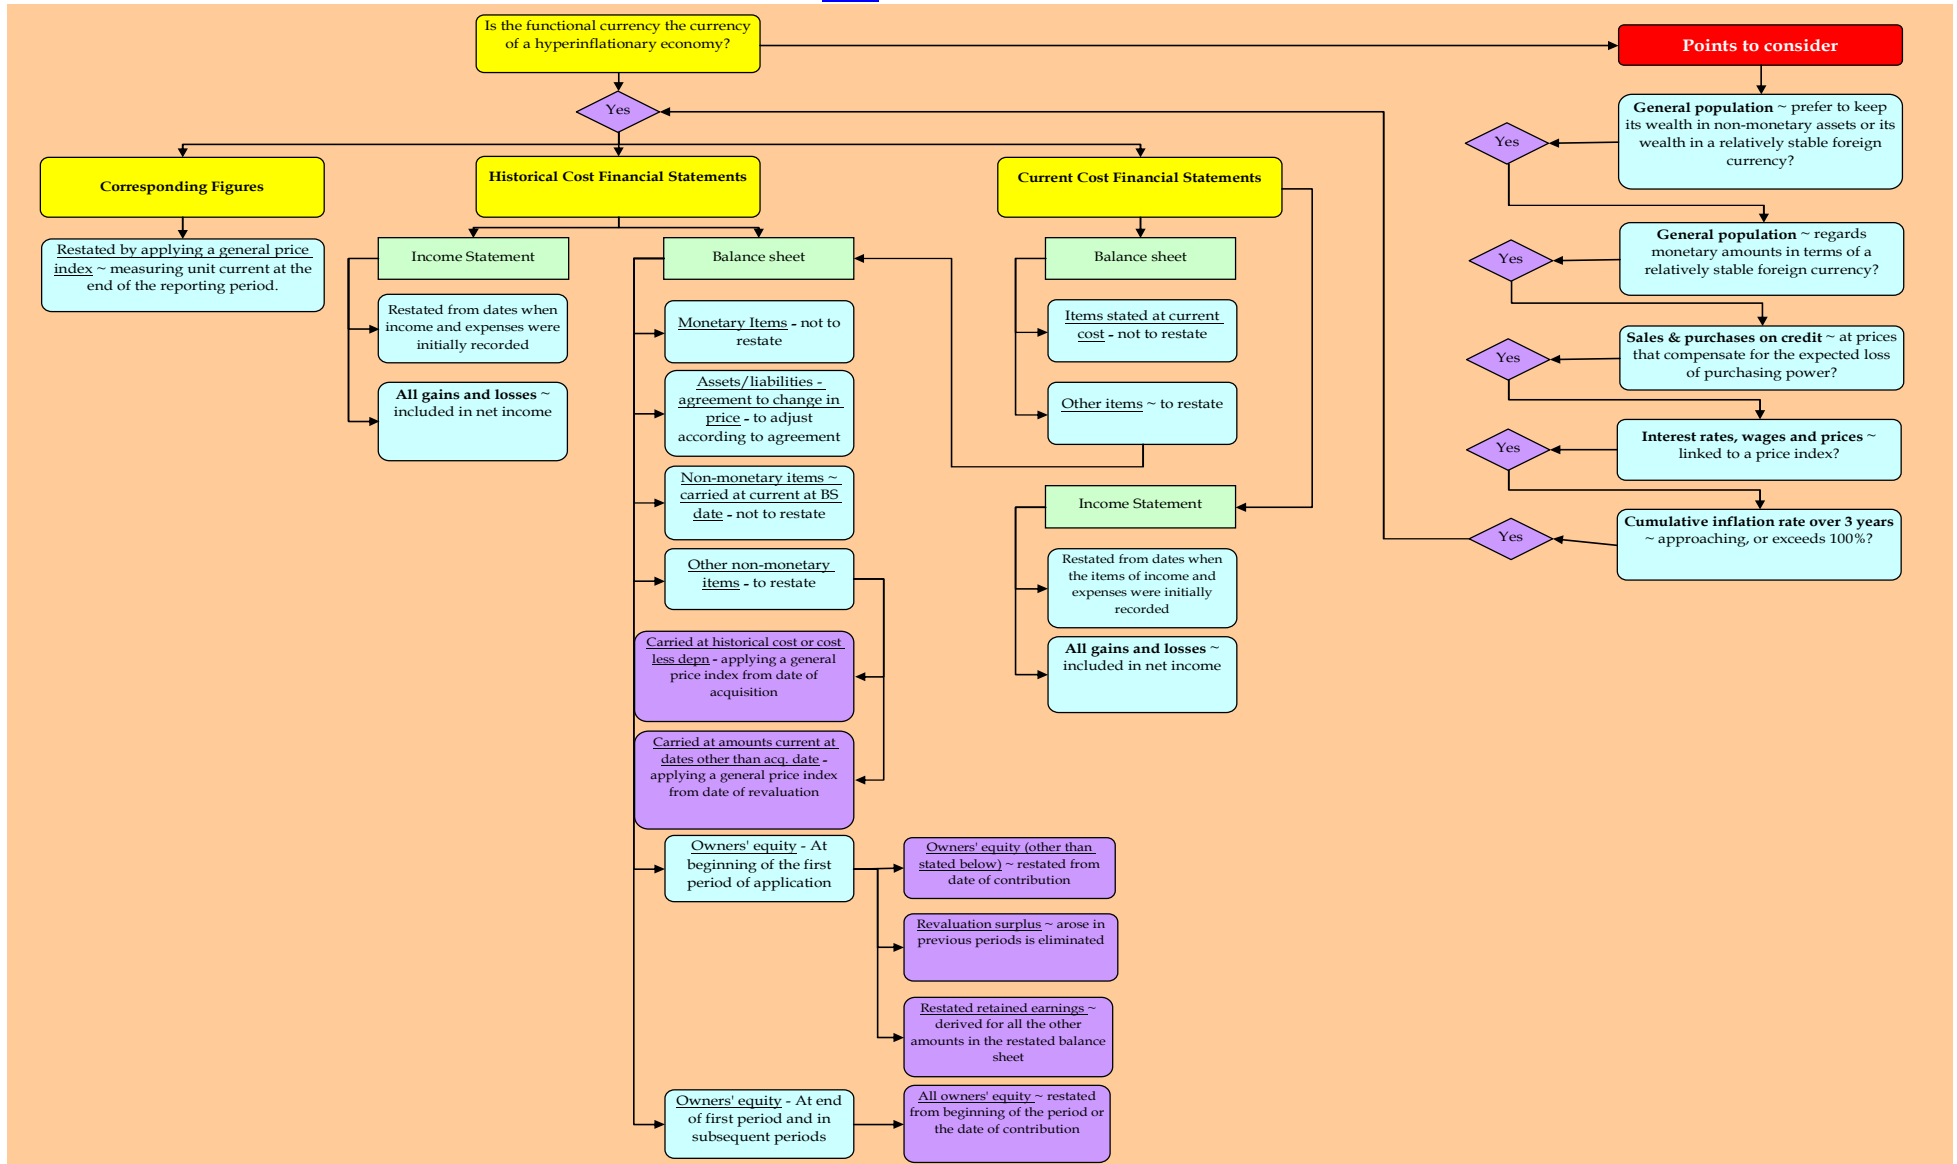 Is the functional currency the currency
of a hyperinflationary economy?
Points to consider
Yes
General population ~ prefer to keep
its wealth in non-monetary assets or its
wealth in a relatively stable foreign
currency?
Yes
General population ~ regards
monetary amounts in terms of a
relatively stable foreign currency?
Yes
Sales & purchases on credit ~ at prices
that compensate for the expected loss
of purchasing power?
Yes
Interest rates, wages and prices ~
linked to a price index?
Yes
Cumulative inflation rate over 3 years
~ approaching, or exceeds 100%?
Yes
Corresponding Figures
Restated by applying a general price
index ~ measuring unit current at the
end of the reporting period.
Historical Cost Financial Statements
Income Statement
Restated from dates when
income and expenses were
initially recorded
All gains and losses ~
included in net income
Balance sheet
Monetary Items - not to
restate
Assets/liabilities -
agreement to change in
price - to adjust
according to agreement
Non-monetary items ~
carried at current at BS
date - not to restate
Other non-monetary
items - to restate
Carried at historical cost or cost
less depn - applying a general
price index from date of
acquisition
Carried at amounts current at
dates other than acq. date -
applying a general price index
from date of revaluation
Owners' equity - At
beginning of the first
period of application
Owners' equity (other than
stated below) ~ restated from
date of contribution
Revaluation surplus ~ arose in
previous periods is eliminated
Restated retained earnings ~
derived for all the other
amounts in the restated balance
sheet
Owners' equity - At end
of first period and in
subsequent periods
All owners' equity ~ restated
from beginning of the period or
the date of contribution
Current Cost Financial Statements
Balance sheet
Items stated at current
cost - not to restate
Other items ~ to restate
Income Statement
Restated from dates when
the items of income and
expenses were initially
recorded
All gains and losses ~
included in net income